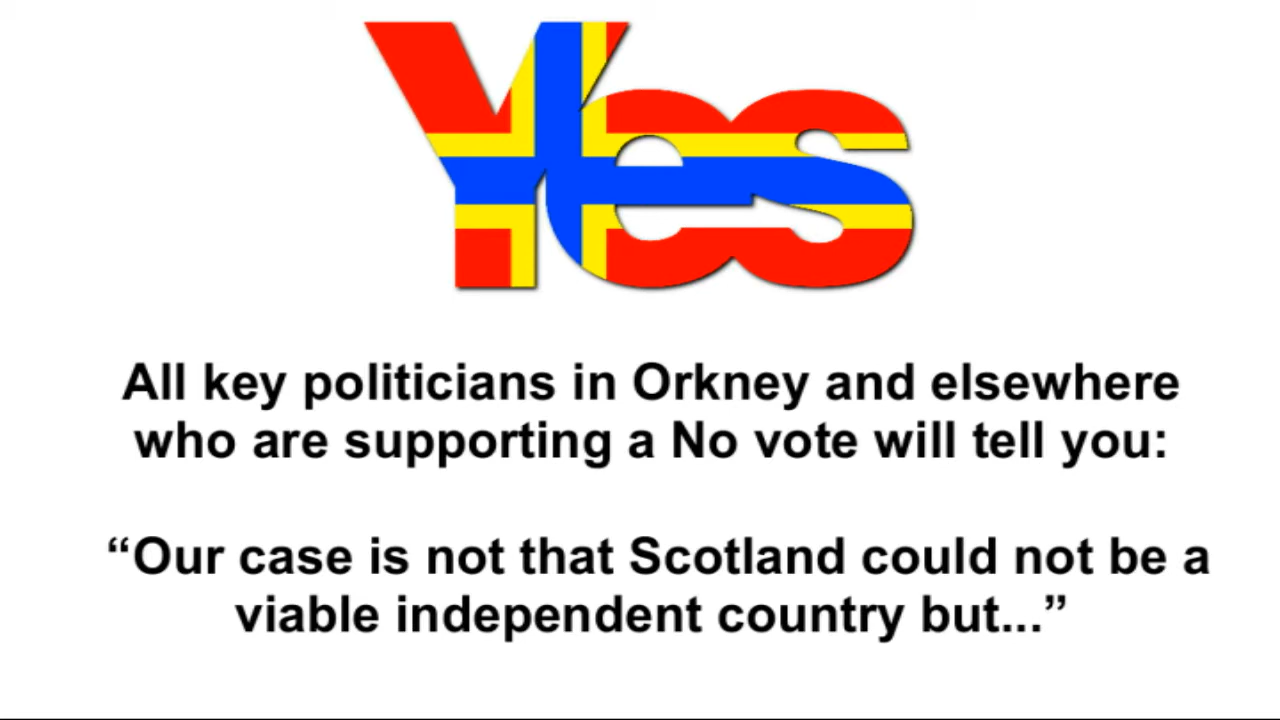 Yes
All key politicians in Orkney and elsewhere
who are supporting a No vote will tell you:
“Our case is not that Scotland could not be a
viable independent country but...”